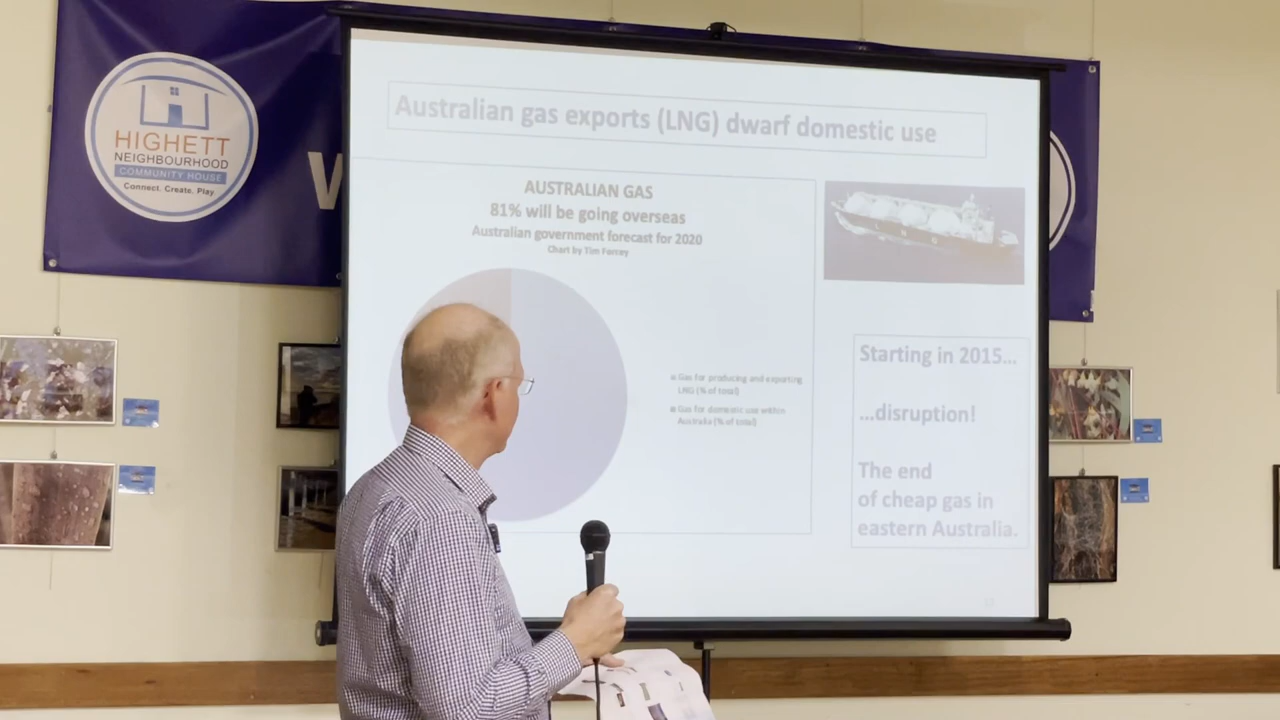 HIGHETT
NEIGHBOURHOOD
COMMUNITY HOUSE
Connect. Create. Play
Australian gas exports (LNG) dwarf domestic use
AUSTRALIAN GAS
81% will be going overseas
Australian government forecast for 2020
Chart by Tim Forcey
Gas for producing and exporting
LNG (% of total)
Gas for domestic use within
Australia (% of total)
LNG
Starting in 2015...
...disruption!
The end
of cheap gas in
eastern Australia.